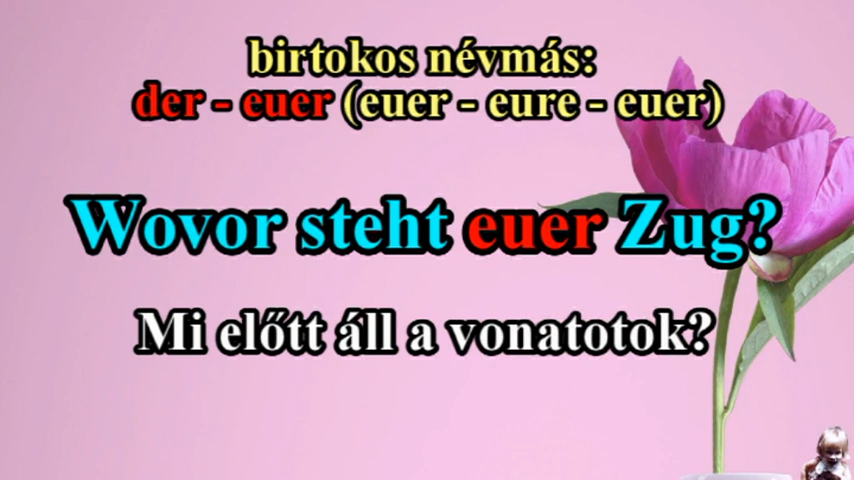 birtokos névmás:
der - euer (euer - eure - euer)
Wovor steht euer Zug?
Mi előtt áll a vonatotok?